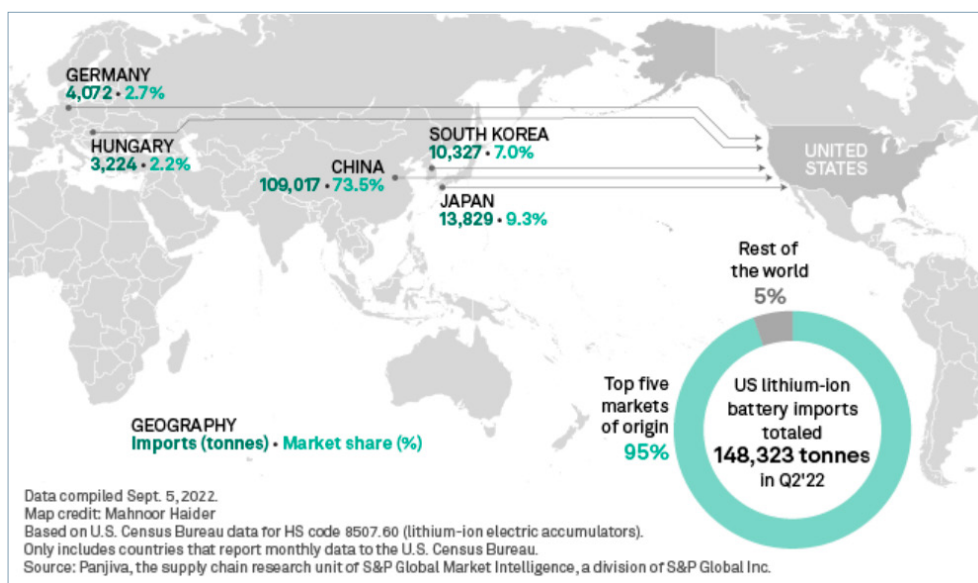 GERMANY
4,072 • 2.7%
HUNGARY
3,224 • 2.2%
SOUTH KOREA
10,327 • 7.0%
CHINA
109,017 • 73.5%
JAPAN
13,829 • 9.3%
UNITED
STATES
Rest of
the world
5%
Top five
markets
of origin
95%
US lithium-ion
battery imports
totaled
148,323 tonnes
in Q2'22
GEOGRAPHY
Imports (tonnes) • Market share (%)
Data compiled Sept. 5, 2022.
Map credit: Mahnoor Haider
Based on U.S. Census Bureau data for HS code 8507.60 (lithium-ion electric accumulators).
Only includes countries that report monthly data to the U.S. Census Bureau.
Source: Panjiva, the supply chain research unit of S&P Global Market Intelligence, a division of S&P Global Inc.